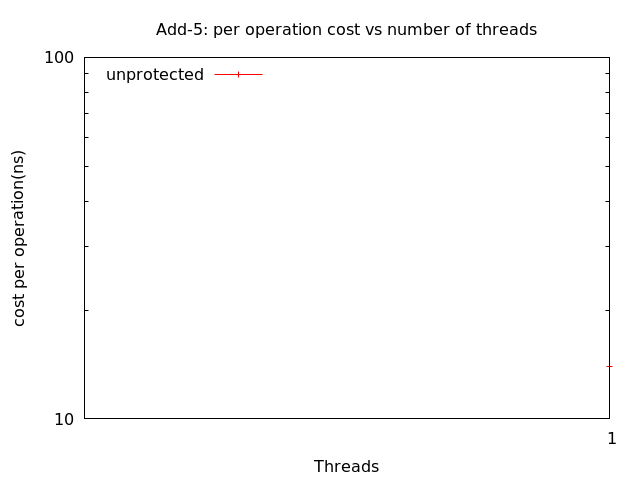 Add-5: per operation cost vs number of threads
100
unprotected
cost per operation(ns)
10
1
Threads